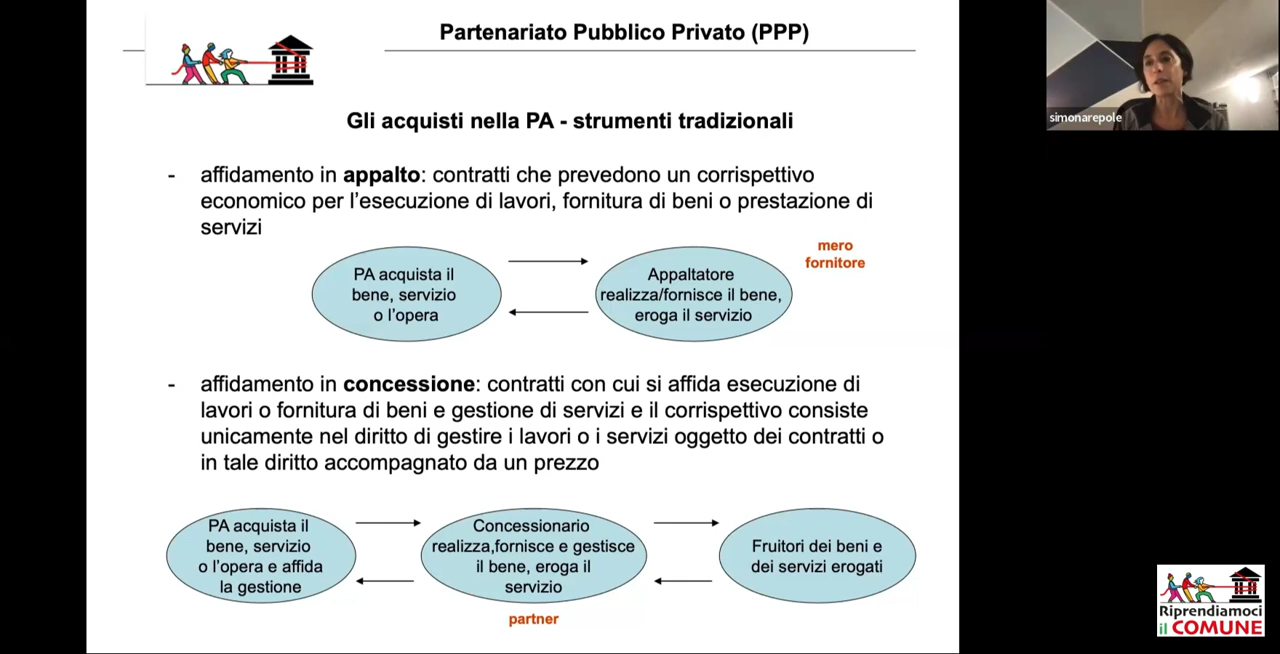 Partenariato Pubblico Privato (PPP)
simonarepole
Gli acquisti nella PA - strumenti tradizionali
- affidamento in appalto: contratti che prevedono un corrispettivo
economico per l'esecuzione di lavori, fornitura di beni o prestazione di
servizi
mero
fornitore
PA acquista il
bene, servizio
o l'opera
Appaltatore
realizza/fornisce il bene,
eroga il servizio
- affidamento in concessione: contratti con cui si affida esecuzione di
lavori o fornitura di beni e gestione di servizi e il corrispettivo consiste
unicamente nel diritto di gestire i lavori o i servizi oggetto dei contratti o
in tale diritto accompagnato da un prezzo
PA acquista il
bene, servizio
o l'opera e affida
la gestione
Concessionario
realizza,fornisce e gestisce
il bene, eroga il
servizio
Fruitori dei beni e
dei servizi erogati
partner
Riprendiamoci
il COMUNE